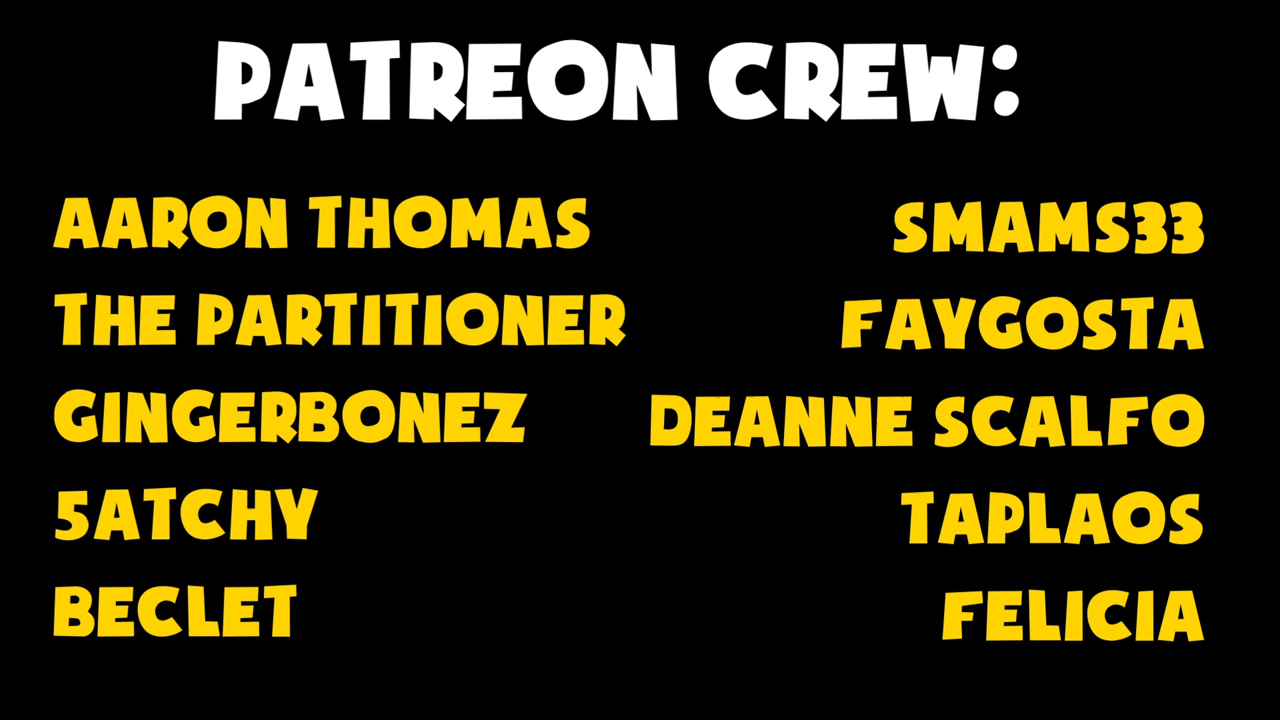 PATREON CREW:
AARON THOMAS
THE PARTITIONER
GINGERBONEZ
5ATCHY
BECLET
SMAMS33
FAYGOSTA
DEANNE SCALFO
TAPLAOS
FELICIA